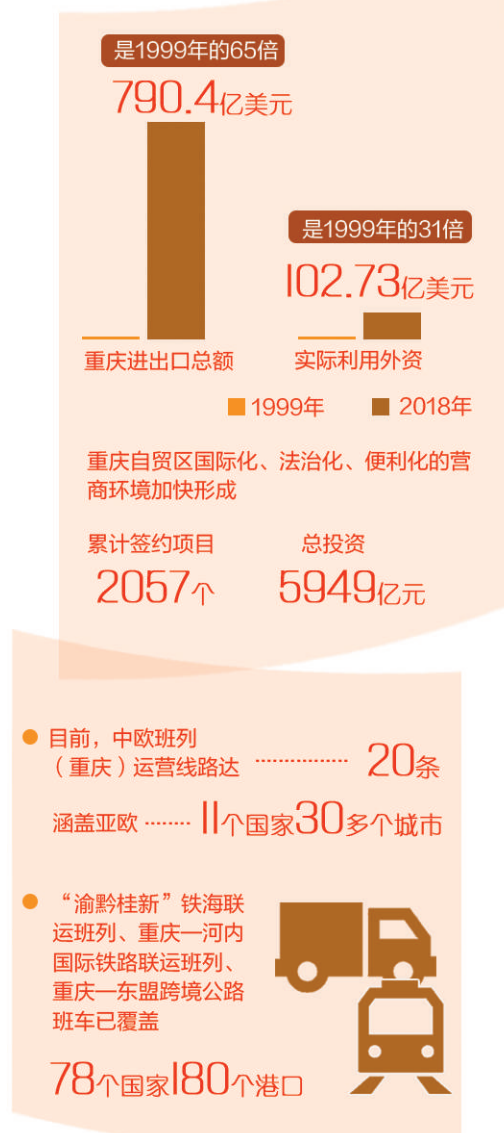 是1999年的65倍
790.4亿美元
是1999年的31倍
102.73亿美元
重庆进出口总额
实际利用外资
1999年
2018年
重庆自贸区国际化、法治化、便利化的营
商环境加快形成
累计签约项目
总投资
2057个
5949亿元
目前，中欧班列
（重庆）运营线路达 ················ 20条
涵盖亚欧 ········ 11个国家30多个城市
“渝黔桂新”铁海联
运班列、重庆—河内
国际铁路联运班列、
重庆—东盟跨境公路
班车已覆盖
78个国家180个港口